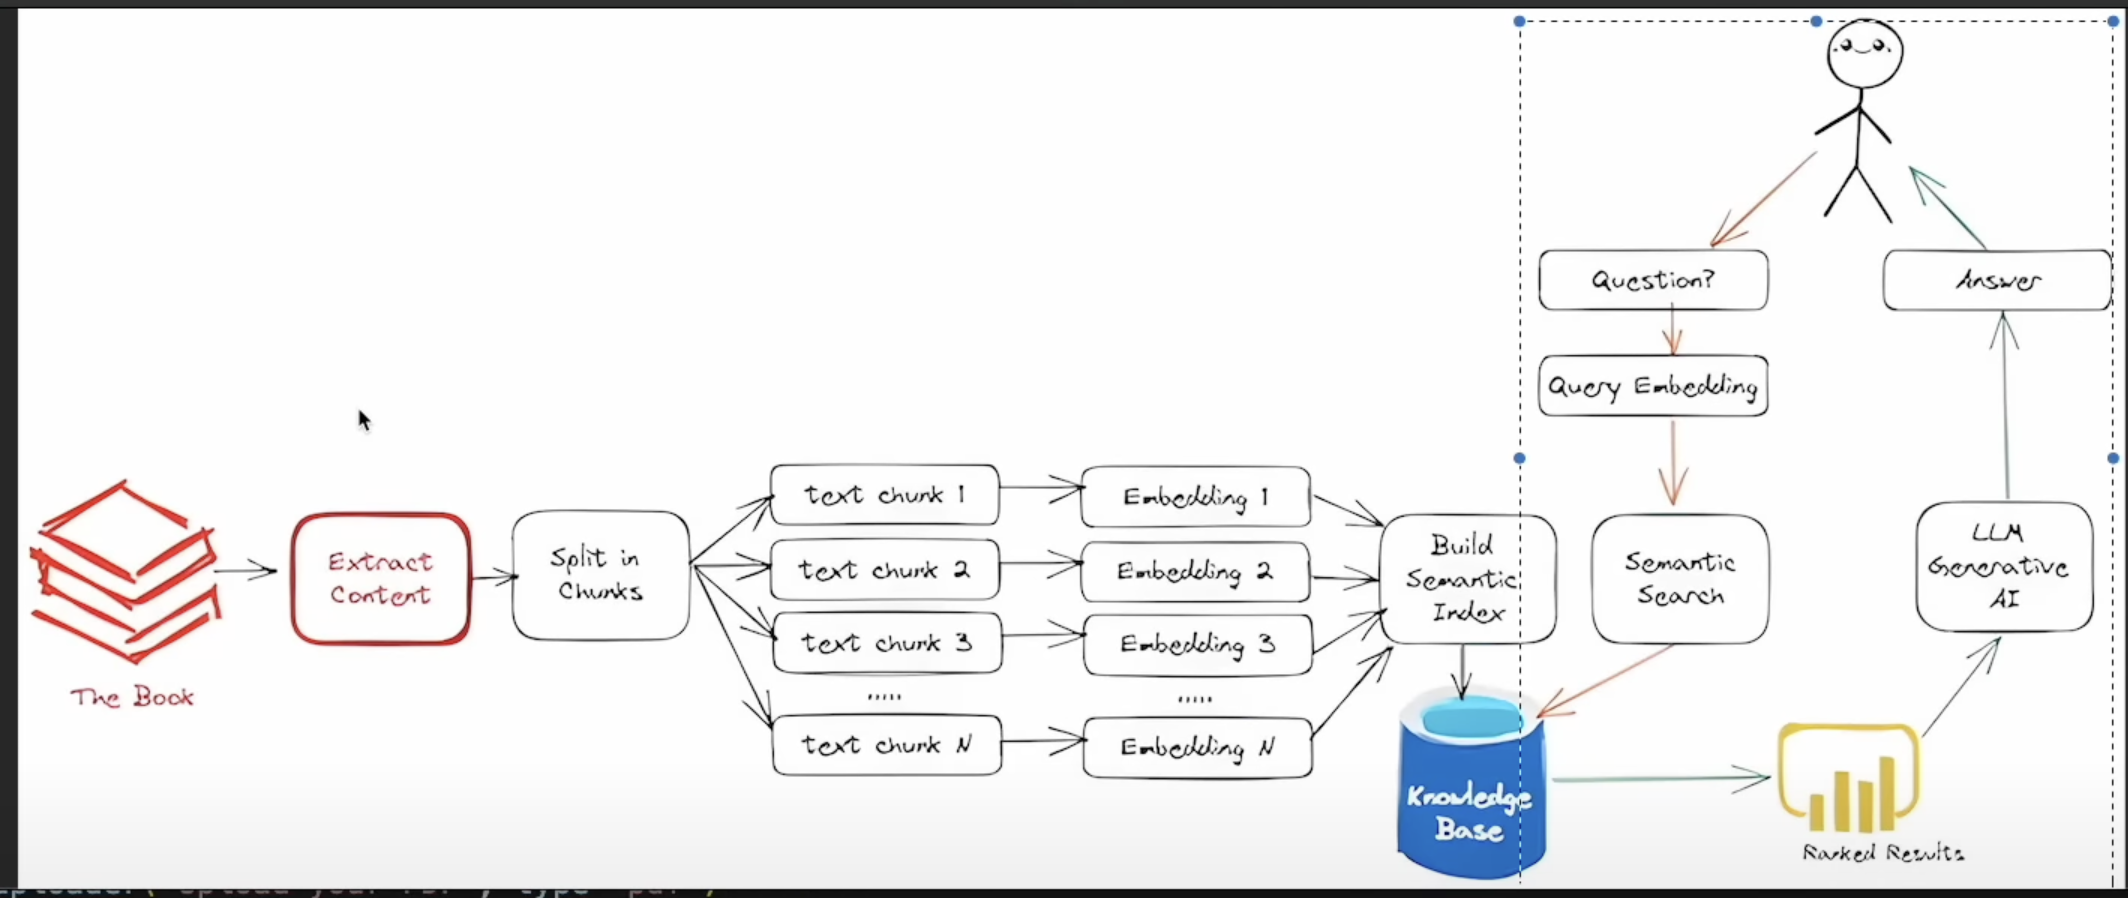 The Book
Extract
Content
Split in
Chunks
text chunk 1
text chunk 2
text chunk 3
.....
text chunk N
Embedding 1
Embedding 2
Embedding 3
.....
Embedding N
Build
Semantic
Index
Knowledge
Base
Question?
Query Embedding
Semantic
Search
Ranked Results
LLM
Generative
AI
Answer